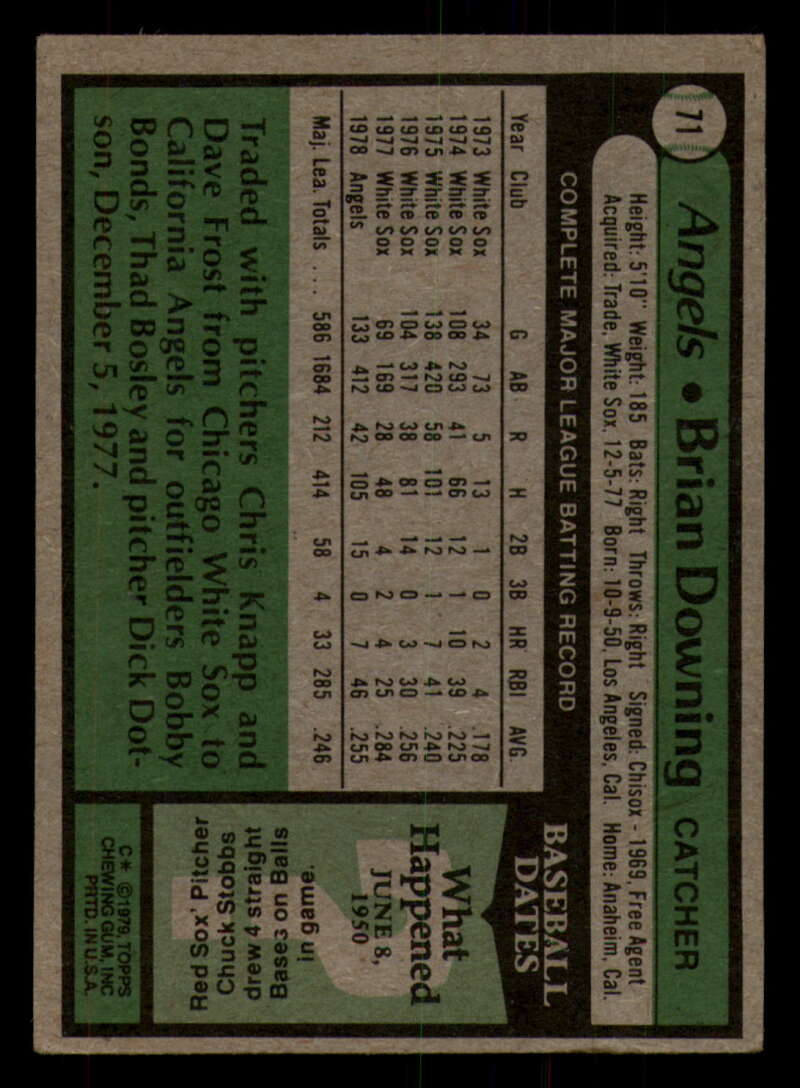 71
Angels • Brian Downing CATCHER
Height: 5'10" Weight: 185 Bats: Right Throws: Right Signed: Chisox - 1969, Free Agent
Acquired: Trade, White Sox, 12-5-77 Born: 10-9-50, Los Angeles, Cal. Home: Anaheim, Cal.
COMPLETE MAJOR LEAGUE BATTING RECORD
Year Club G AB R H 2B 3B HR RBI AVG.
1973 White Sox 34 73 5 13 1 0 2 4 .178
1974 White Sox 108 293 41 66 12 1 10 39 .225
1975 White Sox 138 420 58 101 12 1 7 41 .240
1976 White Sox 104 317 38 81 14 0 3 30 .256
1977 White Sox 69 169 28 48 4 2 4 25 .284
1978 Angels 133 412 42 105 15 0 7 46 .255
Maj. Lea. Totals .... 586 1684 212 414 58 4 33 285 .246
Traded with pitchers Chris Knapp and
Dave Frost from Chicago White Sox to
California Angels for outfielders Bobby
Bonds, Thad Bosley and pitcher Dick Dot-
son, December 5, 1977.
BASEBALL
DATES
What
Happened
JUNE 8,
1950
Red Sox' Pitcher
Chuck Stobbs
drew 4 straight
Bases on Balls
in game.
C* ©1979, TOPPS
CHEWING GUM, INC
PRTD. IN U.S.A.